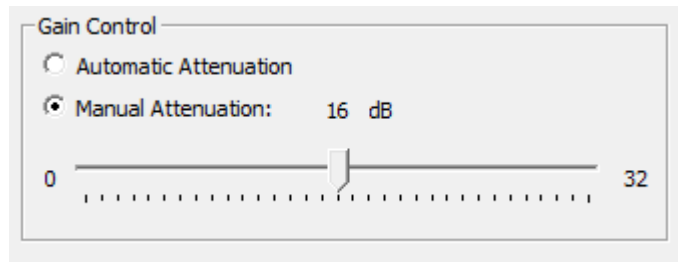 Gain Control
Automatic Attenuation
Manual Attenuation: 16 dB
0 32